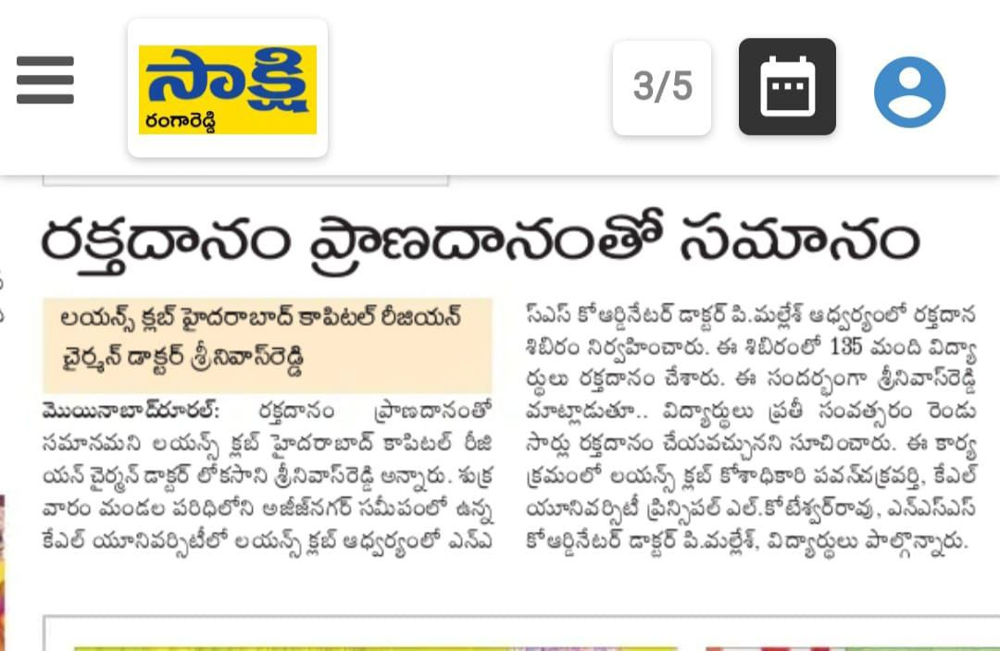 సాక్షి
రంగారెడ్డి
3/5
రక్తదానం ప్రాణదానంతో సమానం
లయన్స్ క్లబ్ హైదరాబాద్ కాపిటల్ రీజియన్
చైర్మన్ డాక్టర్ శ్రీనివాస్‌రెడ్డి
మొయినాబాద్‌రూరల్: రక్తదానం ప్రాణదానంతో
సమానమని లయన్స్ క్లబ్ హైదరాబాద్ కాపిటల్ రీజి
యన్ చైర్మన్ డాక్టర్ లోకసాని శ్రీనివాస్‌రెడ్డి అన్నారు. శుక్ర
వారం మండల పరిధిలోని అజీజ్‌నగర్ సమీపంలో ఉన్న
కేఎల్ యూనివర్సిటీలో లయన్స్ క్లబ్ ఆధ్వర్యంలో ఎన్ఎ
స్ఎస్ కోఆర్డినేటర్ డాక్టర్ పి.మల్లేశ్ ఆధ్వర్యంలో రక్తదాన
శిబిరం నిర్వహించారు. ఈ శిబిరంలో 135 మంది విద్యా
ర్థులు రక్తదానం చేశారు. ఈ సందర్భంగా శ్రీనివాస్‌రెడ్డి
మాట్లాడుతూ.. విద్యార్థులు ప్రతీ సంవత్సరం రెండు
సార్లు రక్తదానం చేయవచ్చునని సూచించారు. ఈ కార్య
క్రమంలో లయన్స్ క్లబ్ కోశాధికారి పవన్‌చక్రవర్తి, కేఎల్
యూనివర్సిటీ ప్రిన్సిపల్ ఎల్.కోటేశ్వర్‌రావు, ఎన్ఎస్ఎస్
కోఆర్డినేటర్ డాక్టర్ పి.మల్లేశ్, విద్యార్థులు పాల్గొన్నారు.